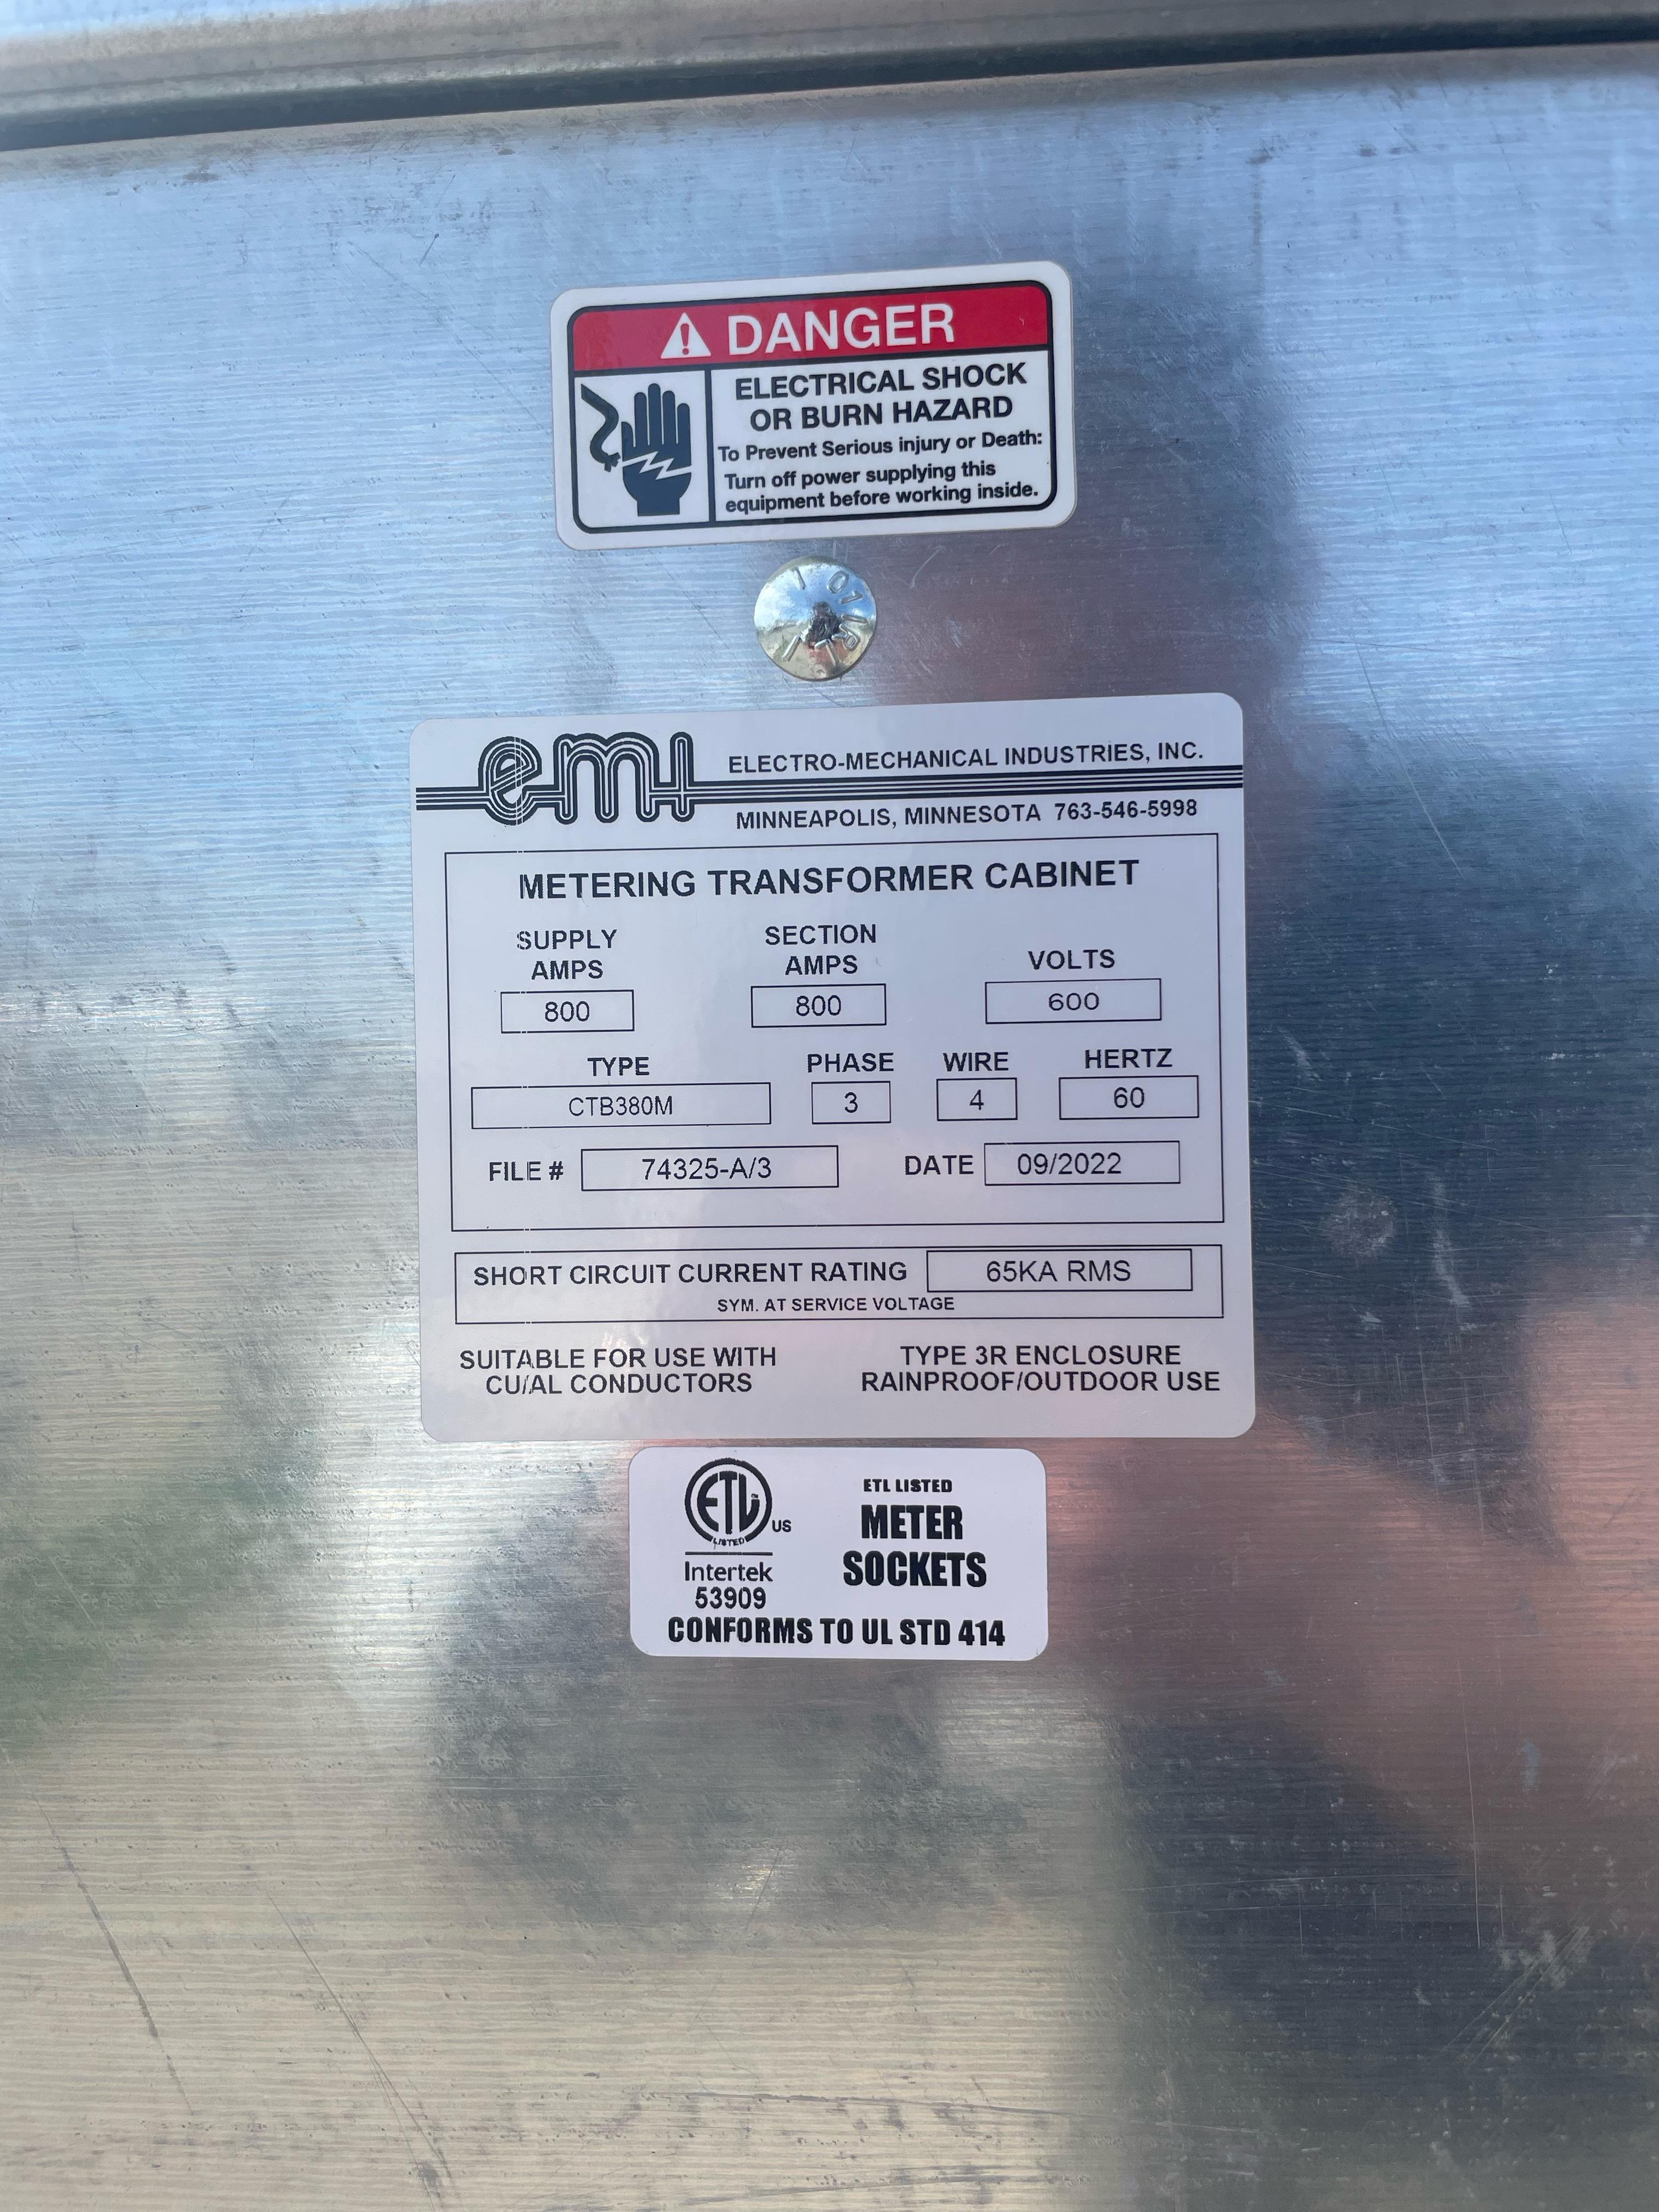 DANGER
ELECTRICAL SHOCK
OR BURN HAZARD
To Prevent Serious injury or Death:
Turn off power supplying this
equipment before working inside.
emi
ELECTRO-MECHANICAL INDUSTRIES, INC.
MINNEAPOLIS, MINNESOTA 763-546-5998
METERING TRANSFORMER CABINET
SUPPLY AMPS SECTION AMPS VOLTS
800 800 600
TYPE PHASE WIRE HERTZ
CTB380M 3 4 60
FILE # 74325-A/3 DATE 09/2022
SHORT CIRCUIT CURRENT RATING 65KA RMS
SYM. AT SERVICE VOLTAGE
SUITABLE FOR USE WITH
CU/AL CONDUCTORS
TYPE 3R ENCLOSURE
RAINPROOF/OUTDOOR USE
ETL
LISTED
US
Intertek
53909
ETL LISTED
METER
SOCKETS
CONFORMS TO UL STD 414